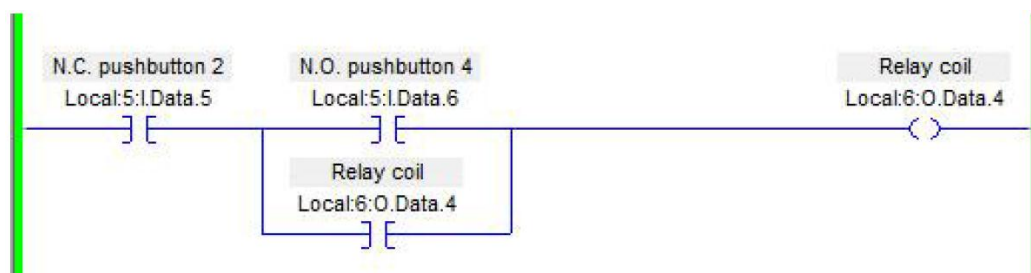 N.C. pushbutton 2
Local:5:I.Data.5
N.O. pushbutton 4
Local:5:I.Data.6
Relay coil
Local:6:O.Data.4
Relay coil
Local:6:O.Data.4